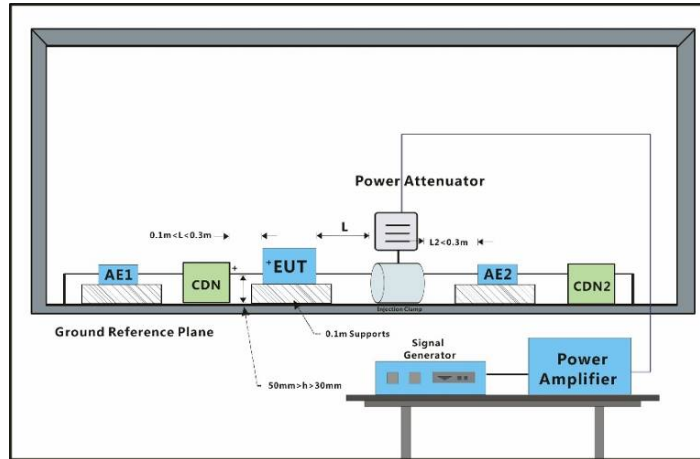 Power Attenuator
0.1m<L<0.3m
L
L2<0.3m
AE1
+
CDN
+EUT
AE2
CDN2
Injection Clamp
Ground Reference Plane
0.1m Supports
50mm>h>30mm
Signal
Generator
Power
Amplifier